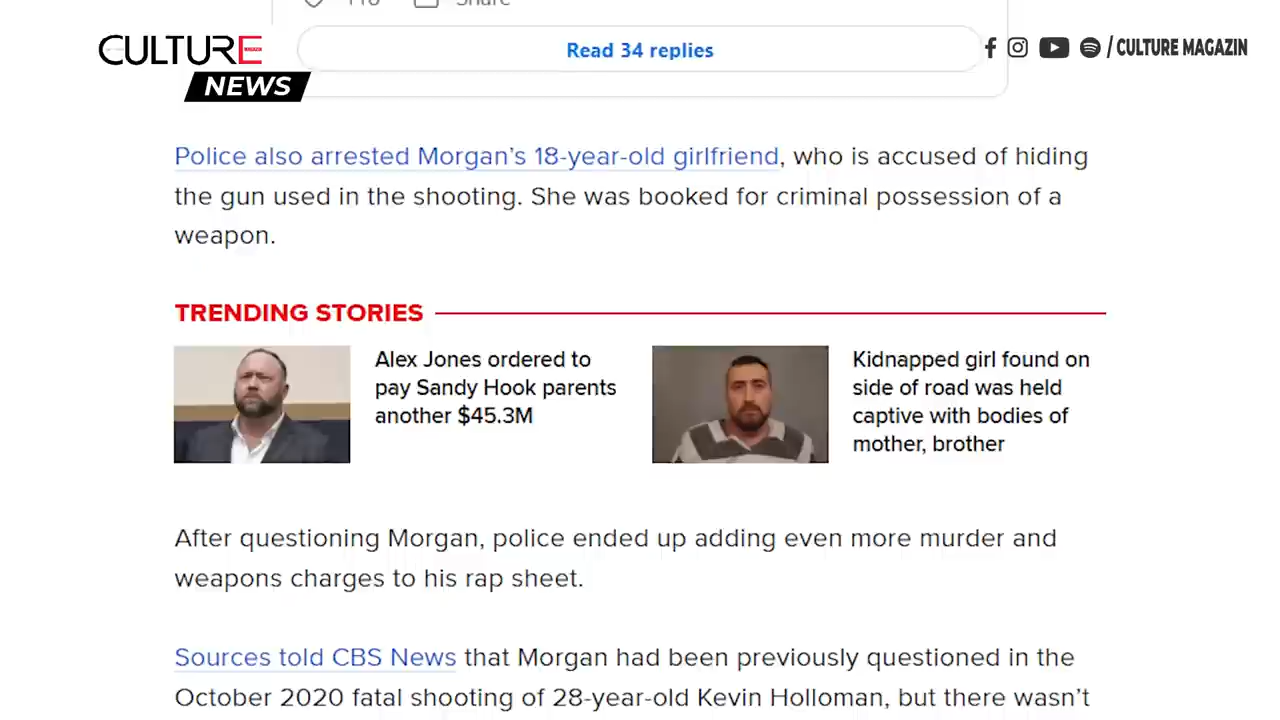 116 Share
CULTURE
NEWS
Read 34 replies
/ CULTURE MAGAZIN
Police also arrested Morgan's 18-year-old girlfriend, who is accused of hiding
the gun used in the shooting. She was booked for criminal possession of a
weapon.
TRENDING STORIES
Alex Jones ordered to
pay Sandy Hook parents
another $45.3M
Kidnapped girl found on
side of road was held
captive with bodies of
mother, brother
After questioning Morgan, police ended up adding even more murder and
weapons charges to his rap sheet.
Sources told CBS News that Morgan had been previously questioned in the
October 2020 fatal shooting of 28-year-old Kevin Holloman, but there wasn't